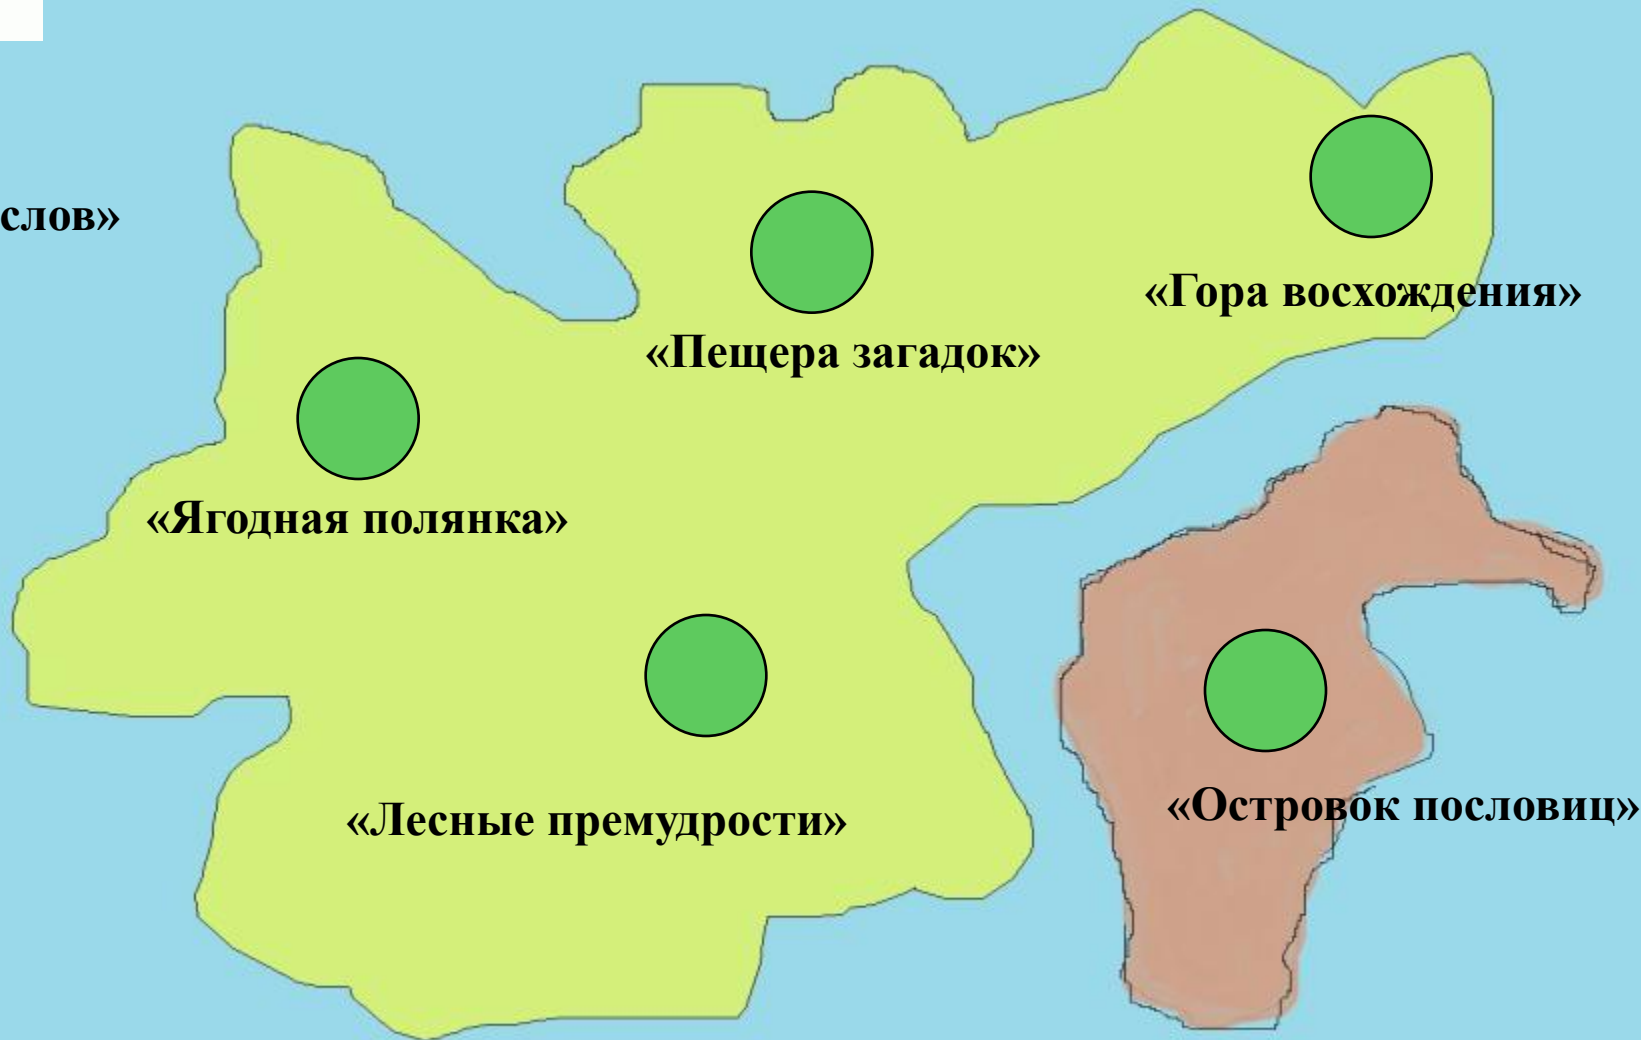 слов»
«Гора восхождения»
«Пещера загадок»
«Ягодная полянка»
«Лесные премудрости»
«Островок пословиц»